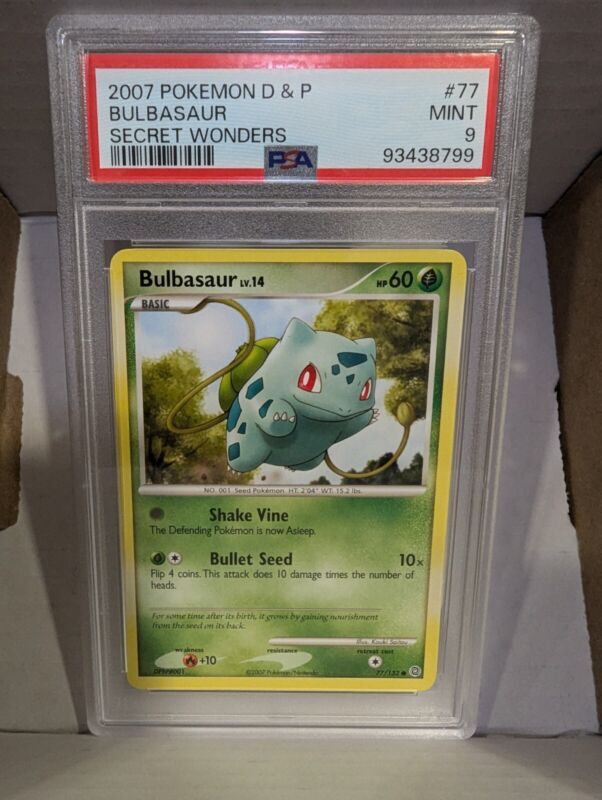 2007 POKEMON D & P #77
BULBASAUR MINT
SECRET WONDERS 9
PSA 93438799
Bulbasaur LV.14 HP 60
BASIC
NO. 001 Seed Pokémon HT: 2'04" WT: 15.2 lbs.
Shake Vine
The Defending Pokémon is now Asleep.
Bullet Seed 10x
Flip 4 coins. This attack does 10 damage times the number of
heads.
For some time after its birth, it grows by gaining nourishment
from the seed on its back.
Illus. Kouki Saitou
weakness resistance retreat cost
+10
DPBP#001 ©2007 Pokémon/Nintendo 77/132